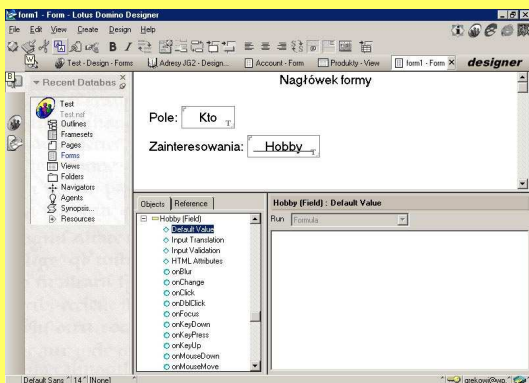 form1 - Form - Lotus Domino Designer
File Edit View Create Design Help
B I
Test - Design - Forms Adresy JG2 - Design... Account - Form Produkty - View form1 - Form designer
Recent Databas
Test
Test.nsf
Outlines
Framesets
Pages
Forms
Views
Folders
Navigators
Agents
Synopsis...
Resources
Nagłówek formy
Pole: Kto T
Zainteresowania: Hobby T
Objects Reference
Hobby (Field)
Default Value
Input Translation
Input Validation
HTML Attributes
onBlur
onChange
onClick
onDblClick
onFocus
onKeyDown
onKeyPress
onKeyUp
onMouseDown
onMouseMove
Hobby (Field) : Default Value
Run Formula
Default Sans 14 [None] grekowi@wp